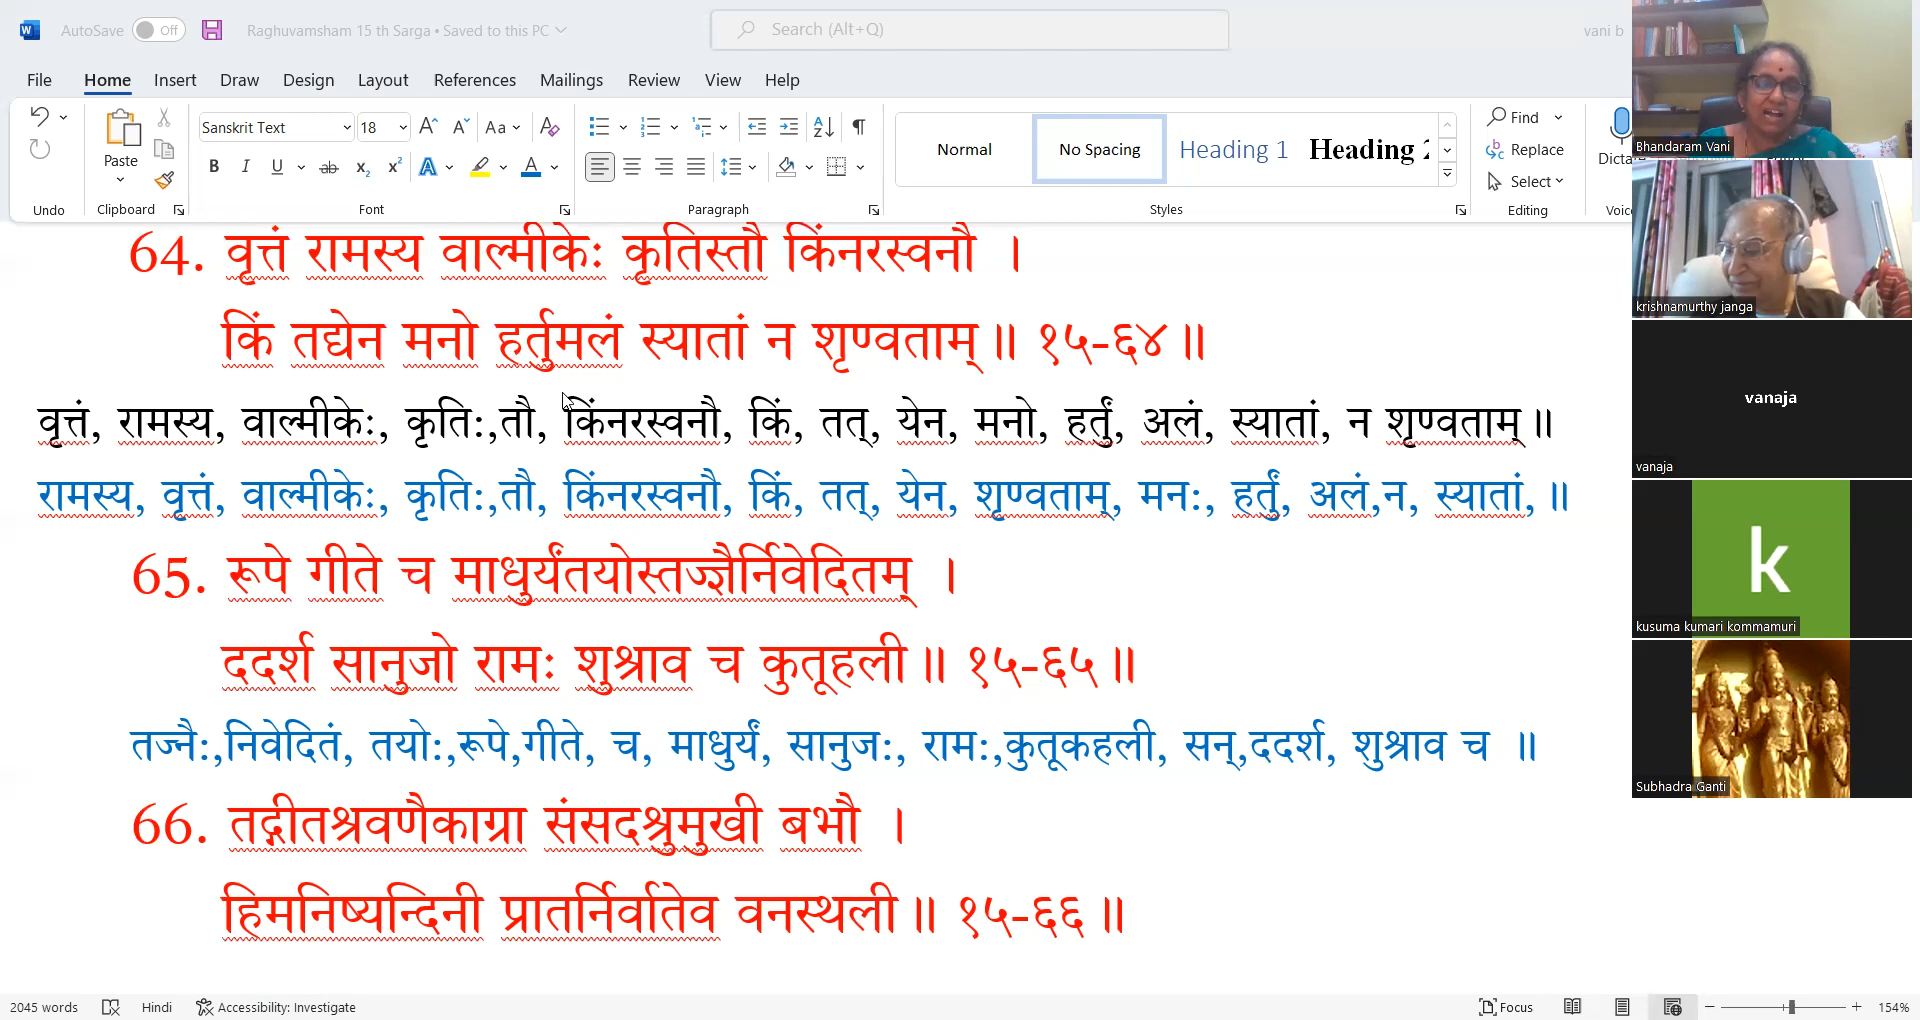 AutoSave Off Raghuvamsham 15 th Sarga • Saved to this PC Search (Alt+Q) vani b
File Home Insert Draw Design Layout References Mailings Review View Help
Sanskrit Text 18 Aa
Normal No Spacing Heading 1 Heading 2
Paste
Find
Replace
Select
Dictate
Undo Clipboard Font Paragraph Styles Editing Voice
64. वृत्तं रामस्य वाल्मीकेः कृतिस्तौ किंनरस्वनौ ।
किं तद्येन मनो हर्तुमलं स्यातां न शृण्वताम्॥ १५-६४॥
वृत्तं, रामस्य, वाल्मीकेः, कृतिः,तौ, किंनरस्वनौ, किं, तत्, येन, मनो, हर्तुं, अलं, स्यातां, न शृण्वताम्॥
रामस्य, वृत्तं, वाल्मीकेः, कृतिः,तौ, किंनरस्वनौ, किं, तत्, येन, शृण्वताम्, मनः, हर्तुं, अलं,न, स्यातां,॥
65. रूपे गीते च माधुर्यंतयोस्तज्ज्ञैर्निवेदितम् ।
ददर्श सानुजो रामः शुश्राव च कुतूहली॥ १५-६५॥
तज्नैः,निवेदितं, तयोः,रूपे,गीते, च, माधुर्यं, सानुजः, रामः,कुतूकहली, सन्,ददर्श, शुश्राव च ॥
66. तद्गीतश्रवणैकाग्रा संसदश्रुमुखी बभौ ।
हिमनिष्यन्दिनी प्रातर्निर्वातेव वनस्थली॥ १५-६६॥
2045 words Hindi Accessibility: Investigate Focus 154%
Bhandaram Vani
krishnamurthy janga
vanaja
vanaja
k
kusuma kumari kommamuri
Subhadra Ganti